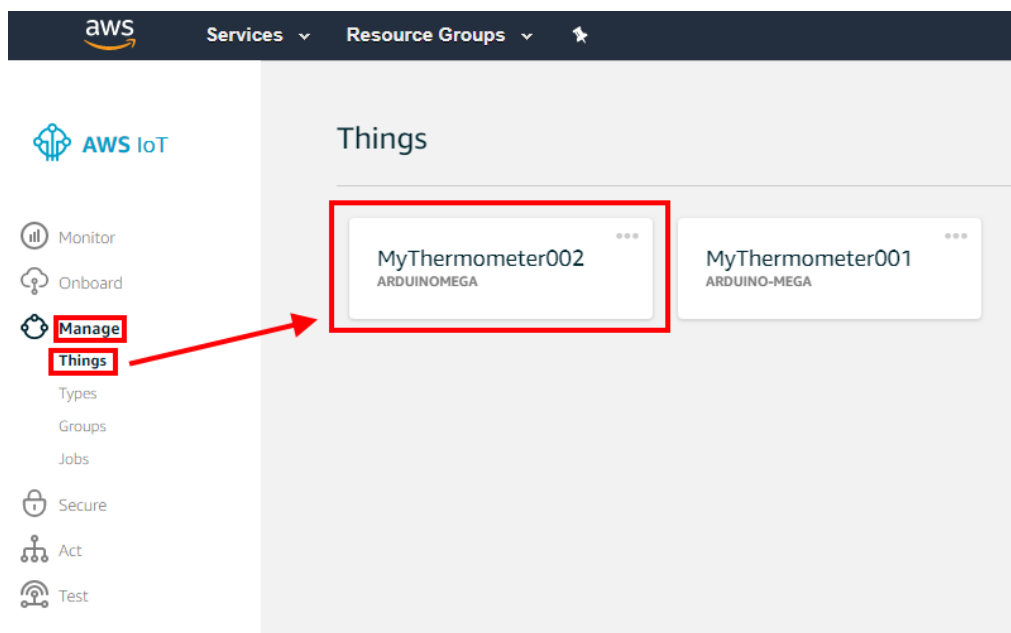 aws Services Resource Groups
AWS IoT
Monitor
Onboard
Manage
Things
Types
Groups
Jobs
Secure
Act
Test
Things
MyThermometer002
ARDUINOMEGA
MyThermometer001
ARDUINO-MEGA